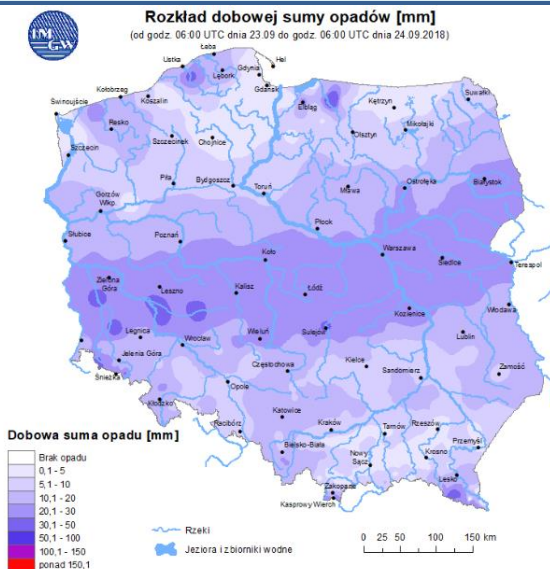 IM
GW
Rozkład dobowej sumy opadów [mm]
(od godz. 06:00 UTC dnia 23.09 do godz. 06:00 UTC dnia 24.09.2018)
Łeba
Ustka
Hel
Lębork
Gdynia
Gdańsk
Kołobrzeg
Koszalin
Elbląg
Kętrzyn
Suwałki
Swinoujście
Resko
Szczecinek
Chojnice
Olsztyn
Mikołajki
Szczecin
Piła
Bydgoszcz
Toruń
Mława
Ostrołęka
Białystok
Gorzów
Wlkp.
Płock
Słubice
Poznań
Koło
Warszawa
Siedlce
Terespol
Zielona
Góra
Leszno
Kalisz
Łódź
Kozienice
Włodawa
Legnica
Wrocław
Wieluń
Sulejów
Lublin
Jelenia Góra
Śnieżka
Częstochowa
Kielce
Sandomierz
Zamość
Kłodzko
Opole
Katowice
Racibórz
Kraków
Tarnów
Rzeszów
Bielsko-Biała
Nowy
Sącz
Krosno
Przemyśl
Lesko
Zakopane
Kasprowy Wierch
Dobowa suma opadu [mm]
Brak opadu
0,1 - 5
5,1 - 10
10,1 - 20
20,1 - 30
30,1 - 50
50,1 - 100
100,1 - 150
ponad 150,1
Rzeki
Jeziora i zbiorniki wodne
0 25 50 100 150 km